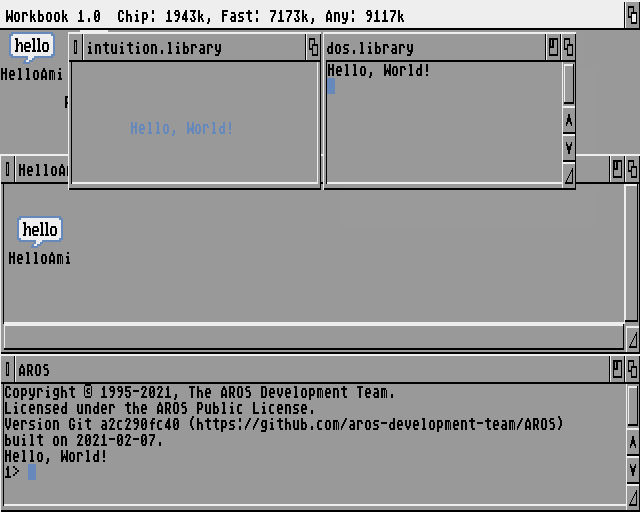 Workbook 1.0  Chip: 1943k, Fast: 7173k, Any: 9117k
hello
HelloAmi
intuition.library
Hello, World!
dos.library
Hello, World!
hello
HelloAmi
AROS
Copyright © 1995-2021, The AROS Development Team.
Licensed under the AROS Public License.
Version Git a2c290fc40 (https://github.com/aros-development-team/AROS)
built on 2021-02-07.
Hello, World!
1>